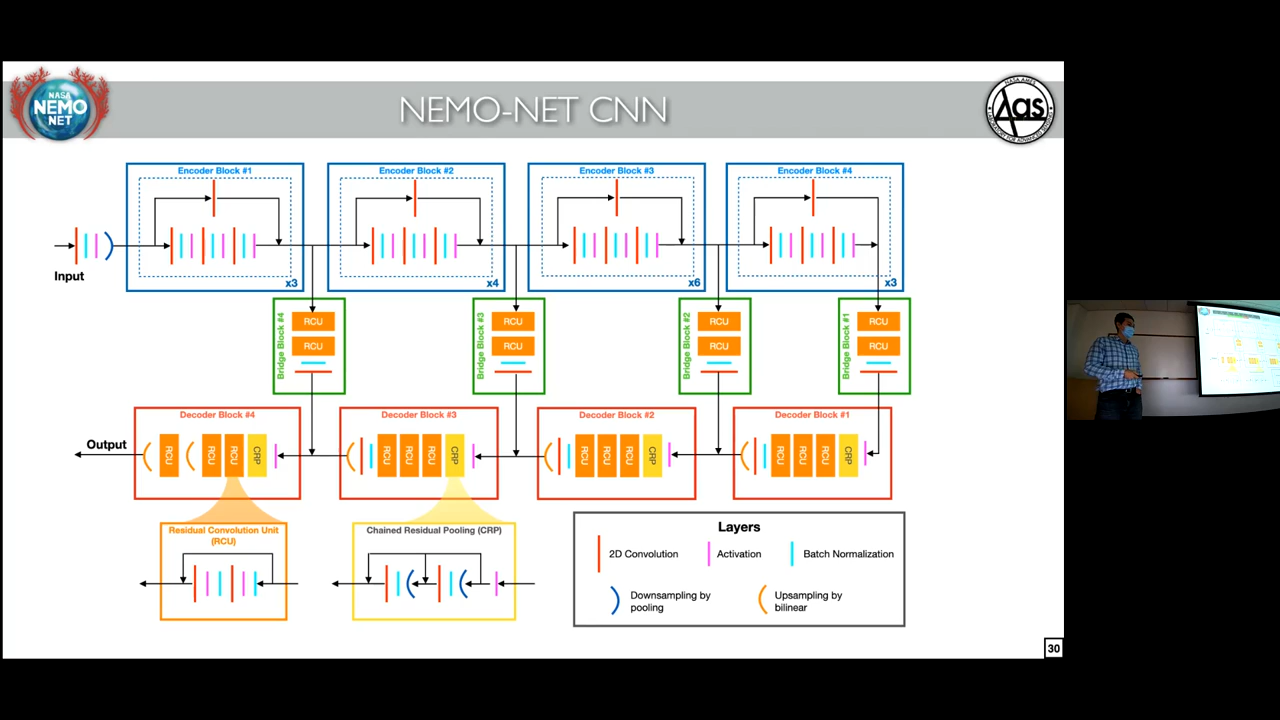 NASA
NEMO
NET
NEMO-NET CNN
NASA AMES
Aas
Encoder Block #1
Encoder Block #2
Encoder Block #3
Encoder Block #4
Input
x3
x4
x6
x3
Bridge Block #4
RCU
RCU
Bridge Block #3
RCU
RCU
Bridge Block #2
RCU
RCU
Bridge Block #1
RCU
RCU
Output
Decoder Block #4
RCU
RCU
RCU
CRP
Decoder Block #3
RCU
RCU
RCU
CRP
Decoder Block #2
RCU
RCU
RCU
CRP
Decoder Block #1
RCU
RCU
RCU
CRP
Residual Convolution Unit
(RCU)
Chained Residual Pooling (CRP)
Layers
2D Convolution
Activation
Batch Normalization
Downsampling by
pooling
Upsampling by
bilinear
30